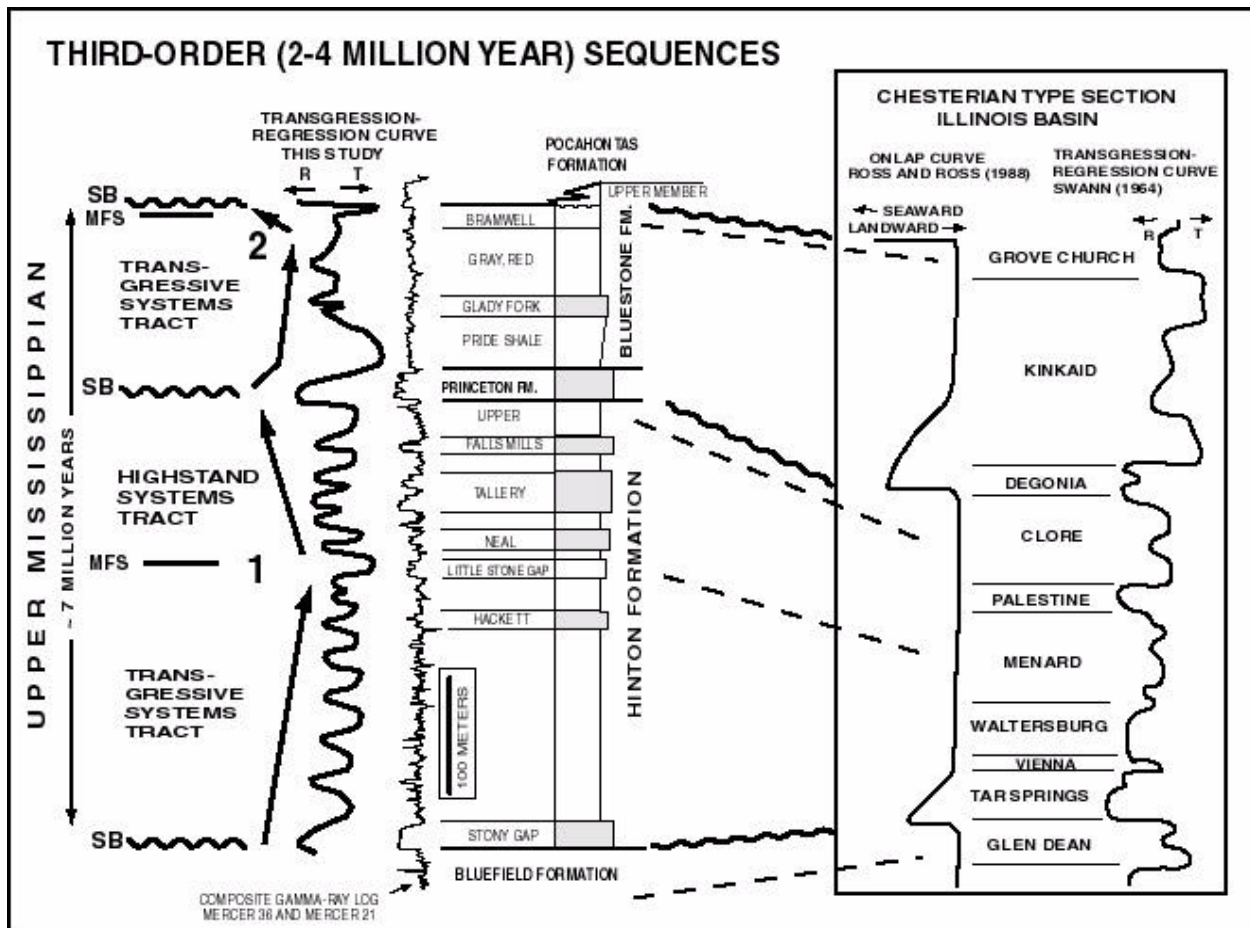 THIRD-ORDER (2-4 MILLION YEAR) SEQUENCES
UPPER MISSISSIPPIAN
~ 7 MILLION YEARS
SB
MFS
TRANS-
GRESSIVE
SYSTEMS
TRACT
2
SB
HIGHSTAND
SYSTEMS
TRACT
MFS
1
TRANS-
GRESSIVE
SYSTEMS
TRACT
SB
TRANSGRESSION-
REGRESSION CURVE
THIS STUDY
R T
COMPOSITE GAMMA-RAY LOG
MERCER 36 AND MERCER 21
100 METERS
POCAHONTAS
FORMATION
UPPER MEMBER
BRAMWELL
GRAY, RED
GLADY FORK
PRIDE SHALE
PRINCETON FM.
UPPER
FALLS MILLS
TALLERY
NEAL
LITTLE STONE GAP
HACKETT
STONY GAP
BLUEFIELD FORMATION
BLUESTONE FM.
HINTON FORMATION
CHESTERIAN TYPE SECTION
ILLINOIS BASIN
ONLAP CURVE
ROSS AND ROSS (1988)
SEAWARD
LANDWARD
TRANSGRESSION-
REGRESSION CURVE
SWANN (1964)
R T
GROVE CHURCH
KINKAID
DEGONIA
CLORE
PALESTINE
MENARD
WALTERSBURG
VIENNA
TAR SPRINGS
GLEN DEAN